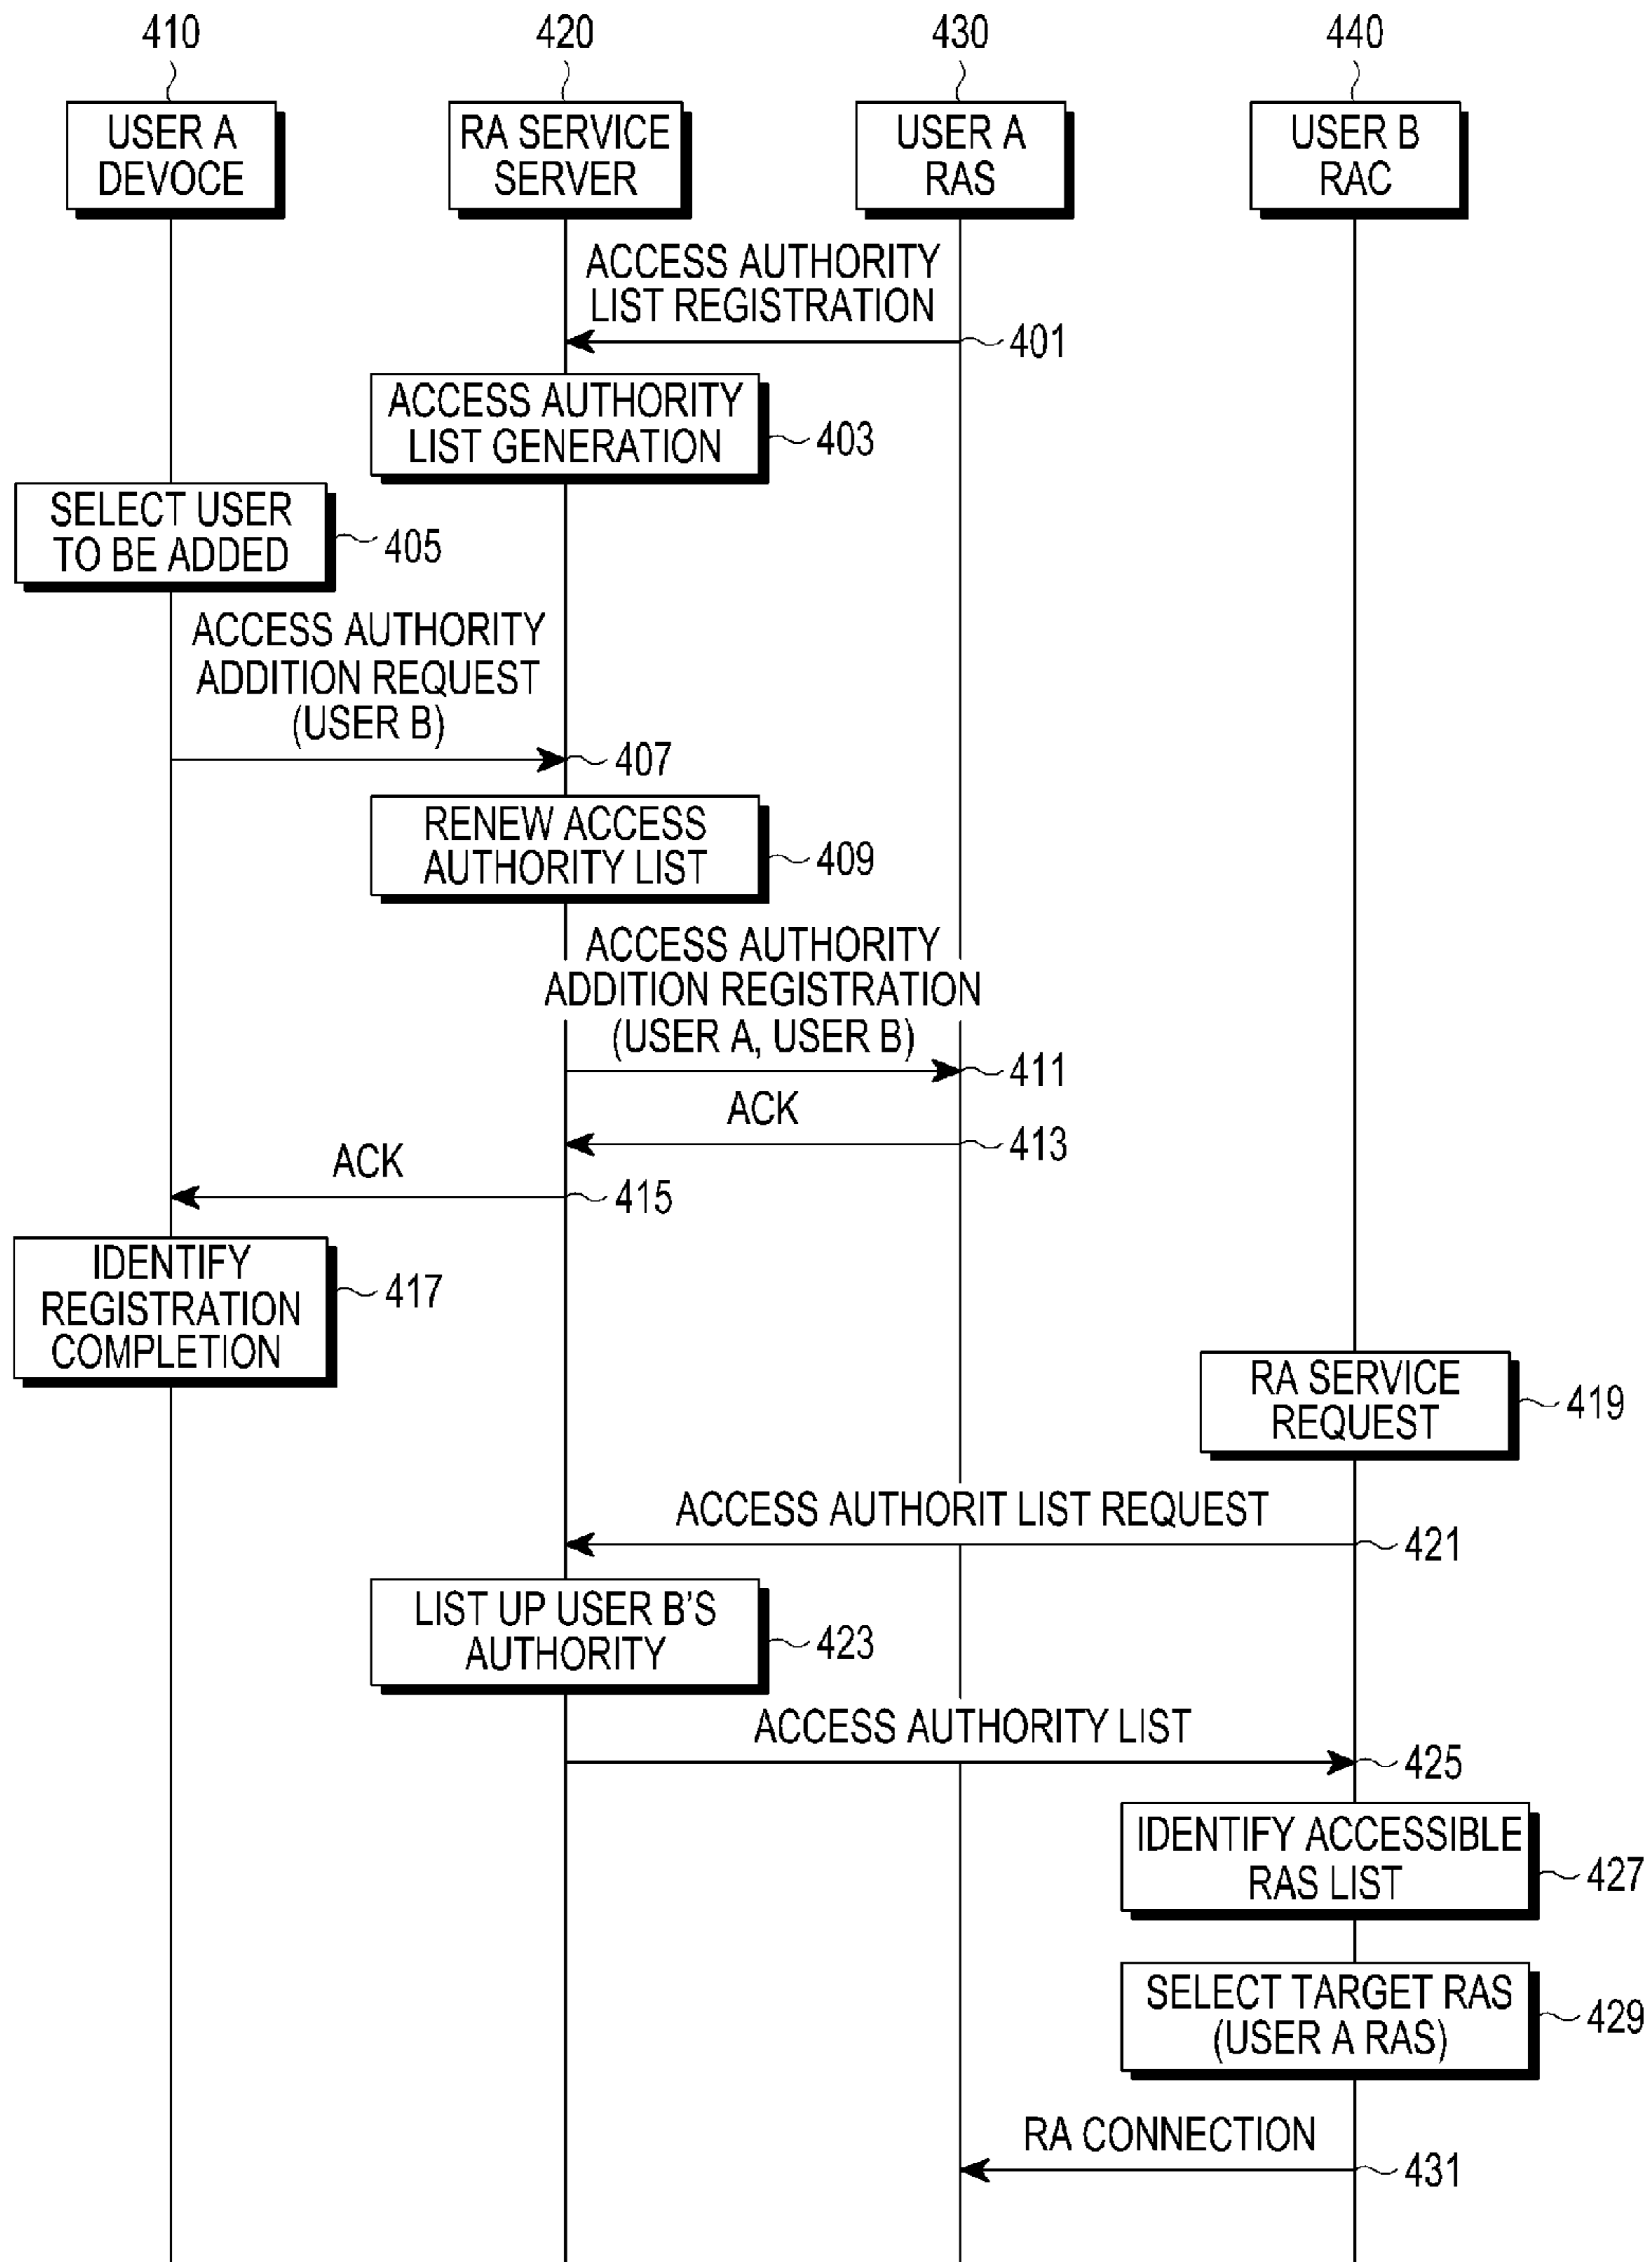 410
420
430
440
USER A
DEVOCE
RA SERVICE
SERVER
USER A
RAS
USER B
RAC
ACCESS AUTHORITY
LIST REGISTRATION
401
ACCESS AUTHORITY
LIST GENERATION
403
SELECT USER
TO BE ADDED
405
ACCESS AUTHORITY
ADDITION REQUEST
(USER B)
407
RENEW ACCESS
AUTHORITY LIST
409
ACCESS AUTHORITY
ADDITION REGISTRATION
(USER A, USER B)
411
ACK
413
ACK
415
IDENTIFY
REGISTRATION
COMPLETION
417
RA SERVICE
REQUEST
419
ACCESS AUTHORIT LIST REQUEST
421
LIST UP USER B'S
AUTHORITY
423
ACCESS AUTHORITY LIST
425
IDENTIFY ACCESSIBLE
RAS LIST
427
SELECT TARGET RAS
(USER A RAS)
429
RA CONNECTION
431